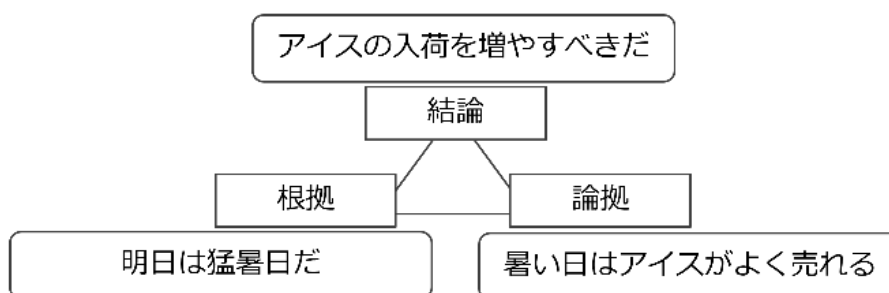 アイスの入荷を増やすべきだ
結論
根拠
論拠
明日は猛暑日だ
暑い日はアイスがよく売れる